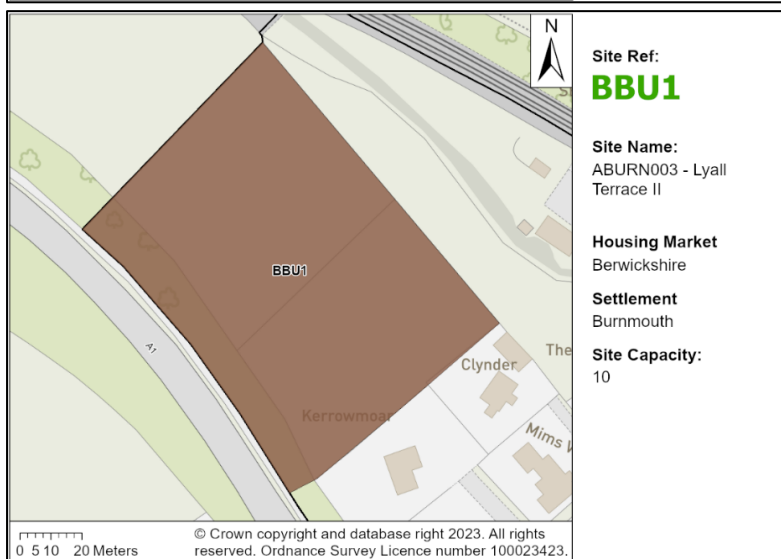 N
Site Ref:
BBU1
Site Name:
ABURN003 - Lyall
Terrace II
Housing Market
Berwickshire
Settlement
Burnmouth
Site Capacity:
10
BBU1
A1
The
Clynder
Kerrowmoar
Mims
0 5 10 20 Meters
© Crown copyright and database right 2023. All rights
reserved. Ordnance Survey Licence number 100023423.